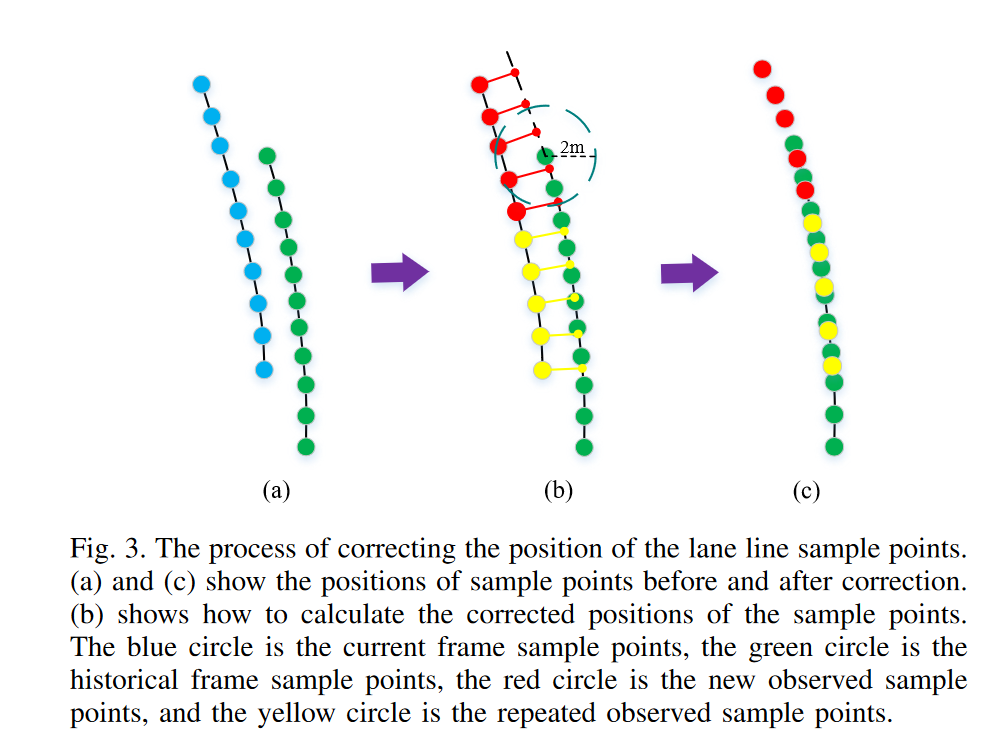 2m
(a)
(b)
(c)
Fig. 3. The process of correcting the position of the lane line sample points.
(a) and (c) show the positions of sample points before and after correction.
(b) shows how to calculate the corrected positions of the sample points.
The blue circle is the current frame sample points, the green circle is the
historical frame sample points, the red circle is the new observed sample
points, and the yellow circle is the repeated observed sample points.